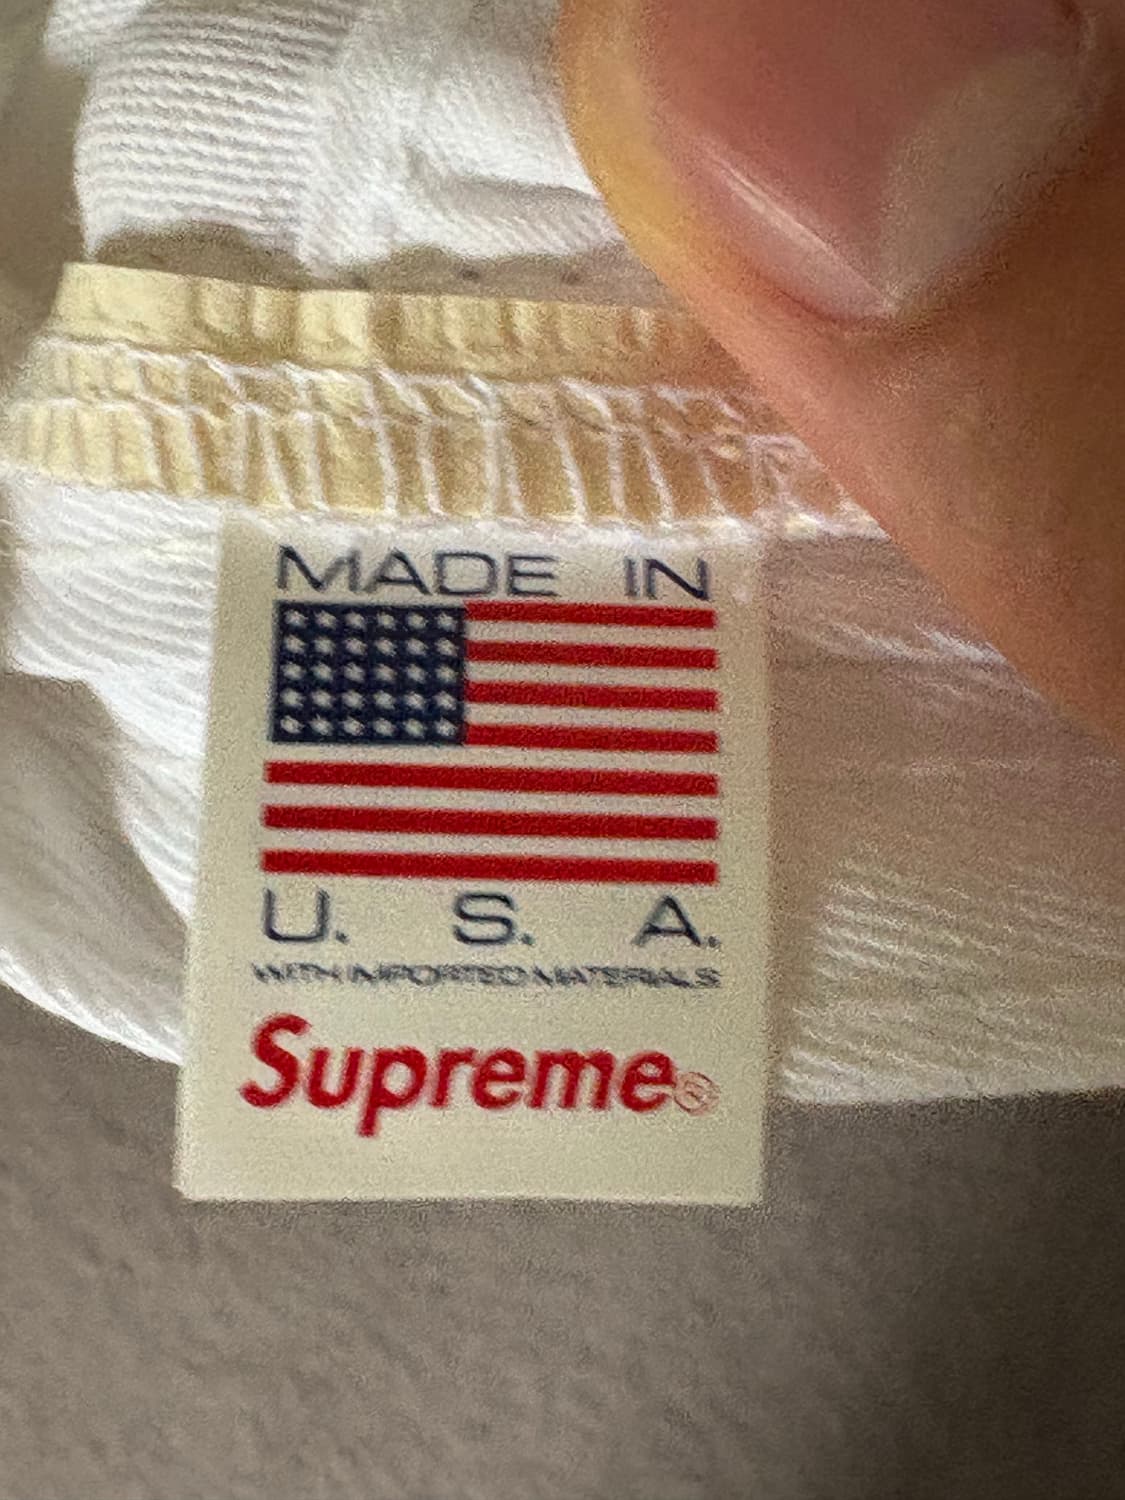 MADE IN
U. S. A.
WITH IMPORTED MATERIALS
Supreme®